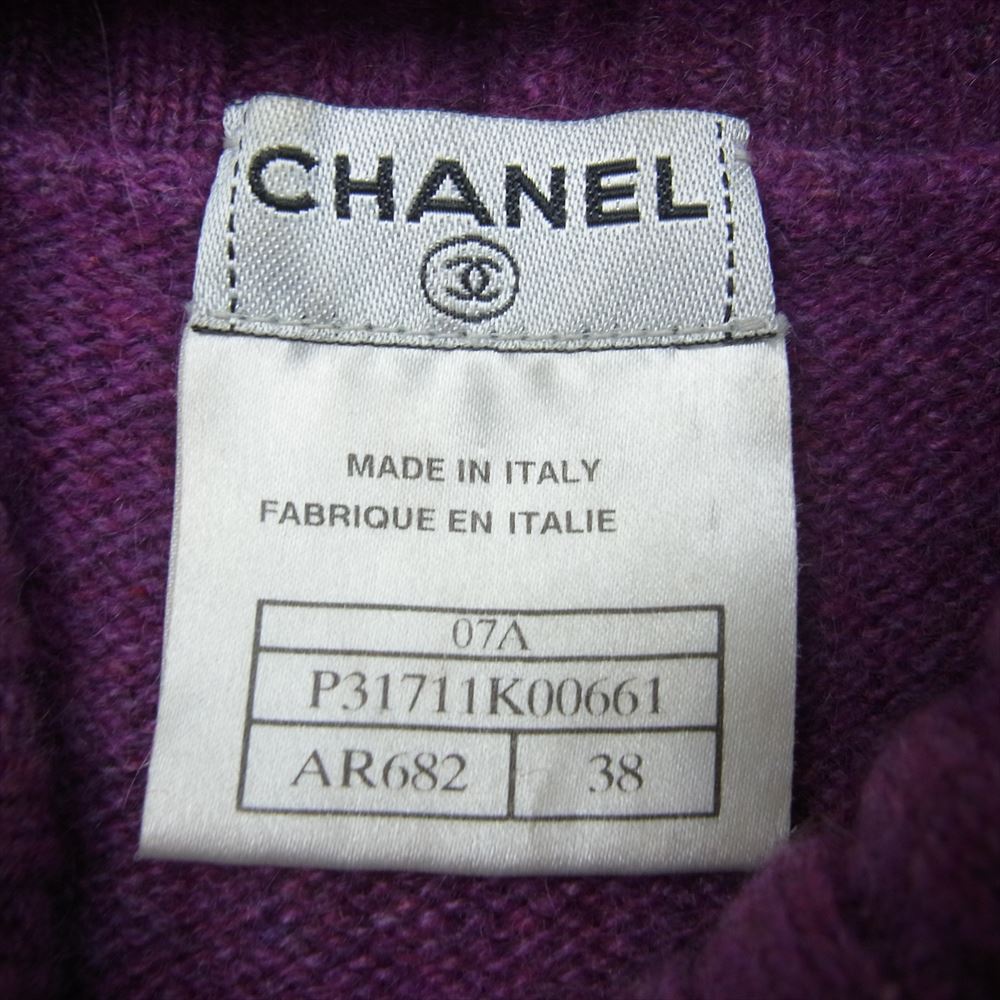 CHANEL
MADE IN ITALY
FABRIQUE EN ITALIE
07A
P31711K00661
AR682 38